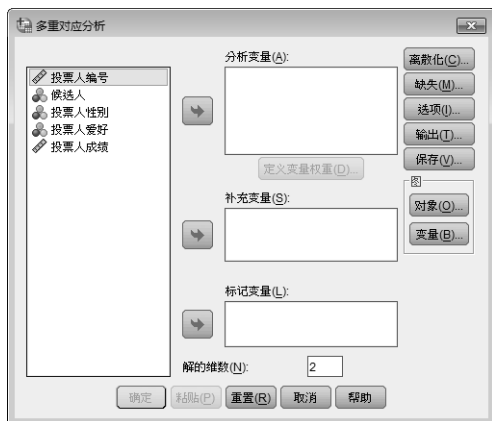 多重对应分析
投票人编号
候选人
投票人性别
投票人爱好
投票人成绩
分析变量(A):
定义变量权重(D)...
补充变量(S):
标记变量(L):
解的维数(N):
2
离散化(C)...
缺失(M)...
选项(I)...
输出(T)...
保存(V)...
图
对象(O)...
变量(B)...
确定
粘贴(P)
重置(R)
取消
帮助